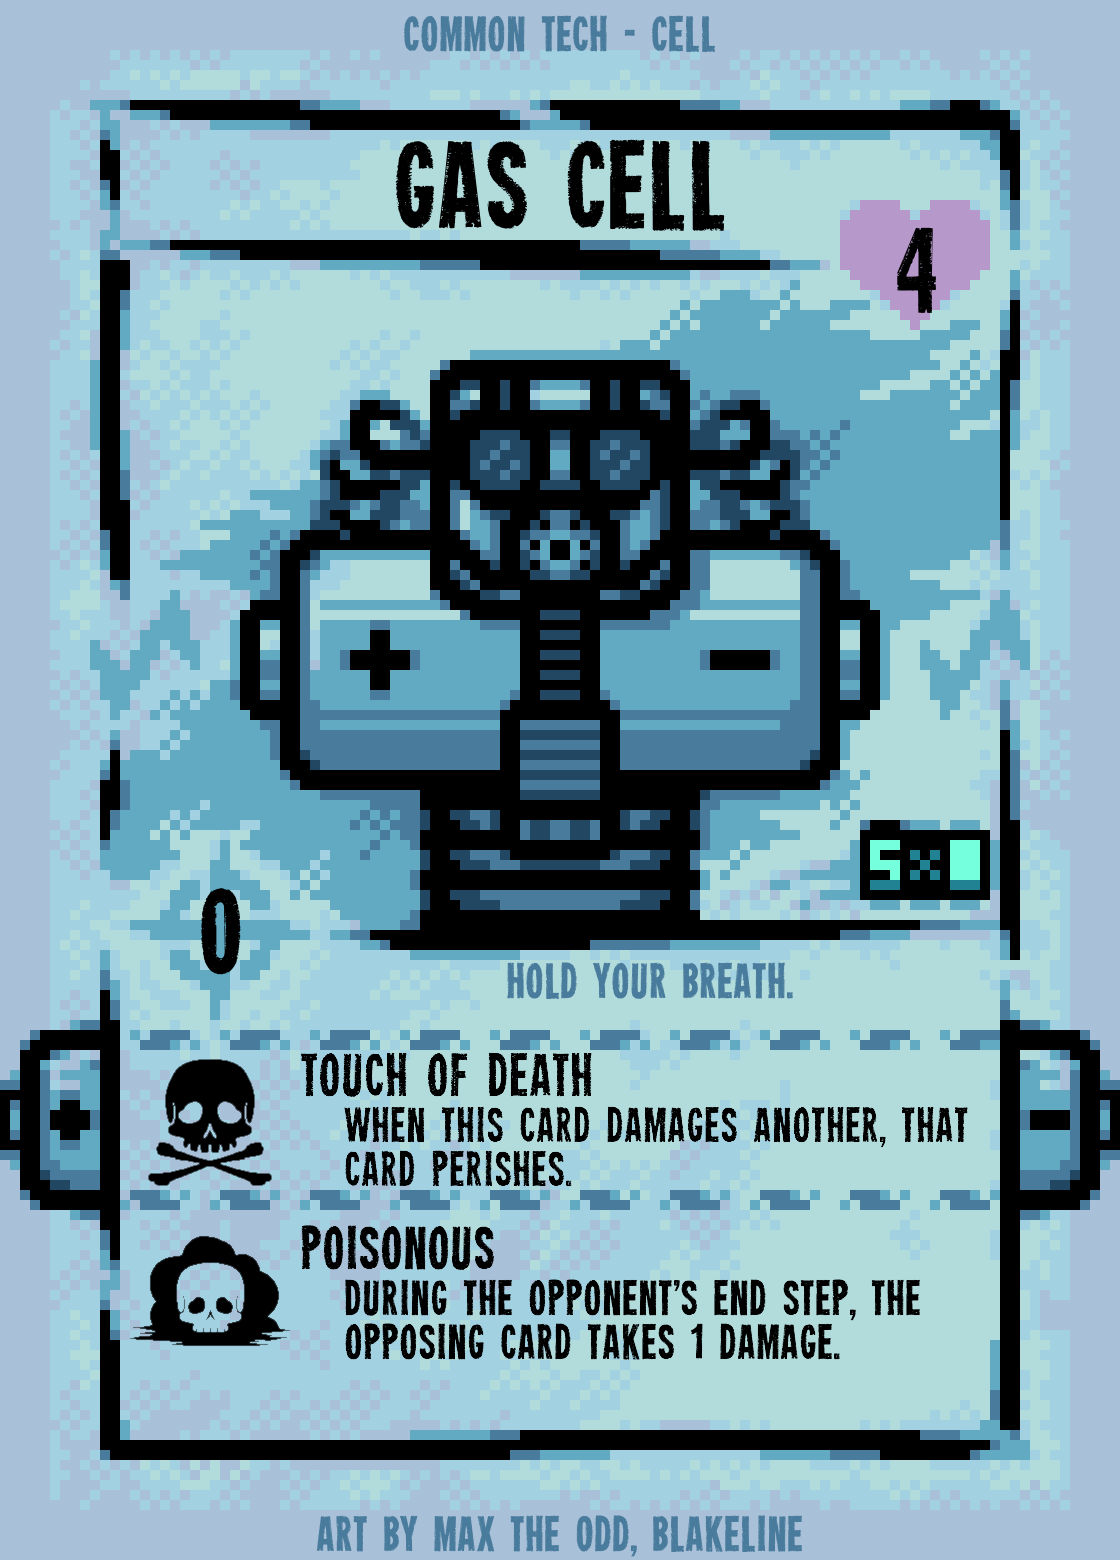 COMMON TECH - CELL
GAS CELL
4
+ −
5×
0
HOLD YOUR BREATH.
TOUCH OF DEATH
WHEN THIS CARD DAMAGES ANOTHER, THAT
CARD PERISHES.
POISONOUS
DURING THE OPPONENT'S END STEP, THE
OPPOSING CARD TAKES 1 DAMAGE.
ART BY MAX THE ODD, BLAKELINE